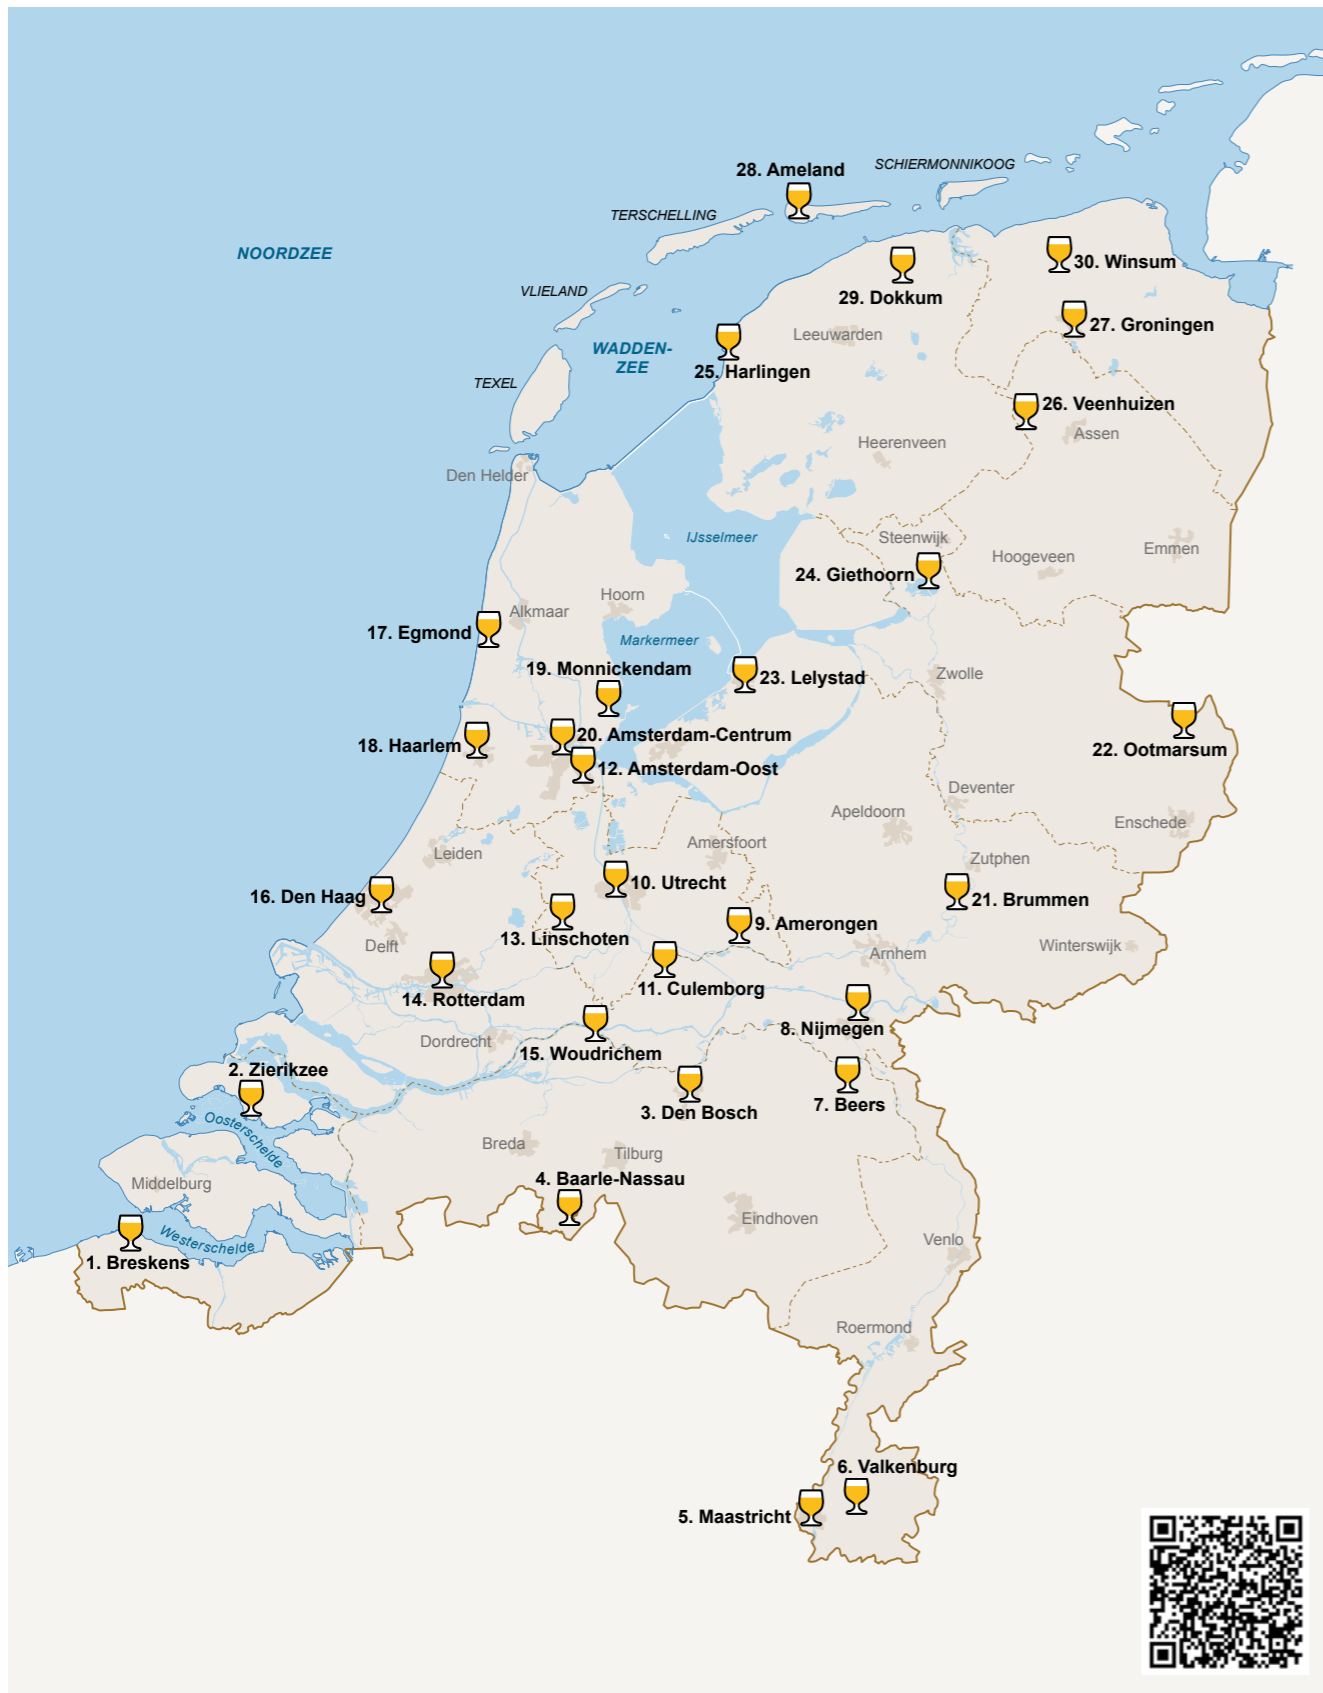 28. Ameland
SCHIERMONNIKOOG
TERSCHELLING
NOORDZEE
30. Winsum
VLIELAND
29. Dokkum
27. Groningen
Leeuwarden
WADDEN-
ZEE
25. Harlingen
TEXEL
26. Veenhuizen
Assen
Heerenveen
Den Helder
IJsselmeer
Steenwijk
Hoogeveen
Emmen
24. Giethoorn
Hoorn
Alkmaar
17. Egmond
Markermeer
19. Monnickendam
23. Lelystad
Zwolle
20. Amsterdam-Centrum
18. Haarlem
22. Ootmarsum
12. Amsterdam-Oost
Deventer
Apeldoorn
Enschede
Amersfoort
Leiden
Zutphen
10. Utrecht
16. Den Haag
21. Brummen
9. Amerongen
13. Linschoten
Delft
Winterswijk
Arnhem
11. Culemborg
14. Rotterdam
8. Nijmegen
Dordrecht
15. Woudrichem
2. Zierikzee
7. Beers
3. Den Bosch
Oosterschelde
Breda
Tilburg
4. Baarle-Nassau
Middelburg
Eindhoven
Westerschelde
Venlo
1. Breskens
Roermond
6. Valkenburg
5. Maastricht